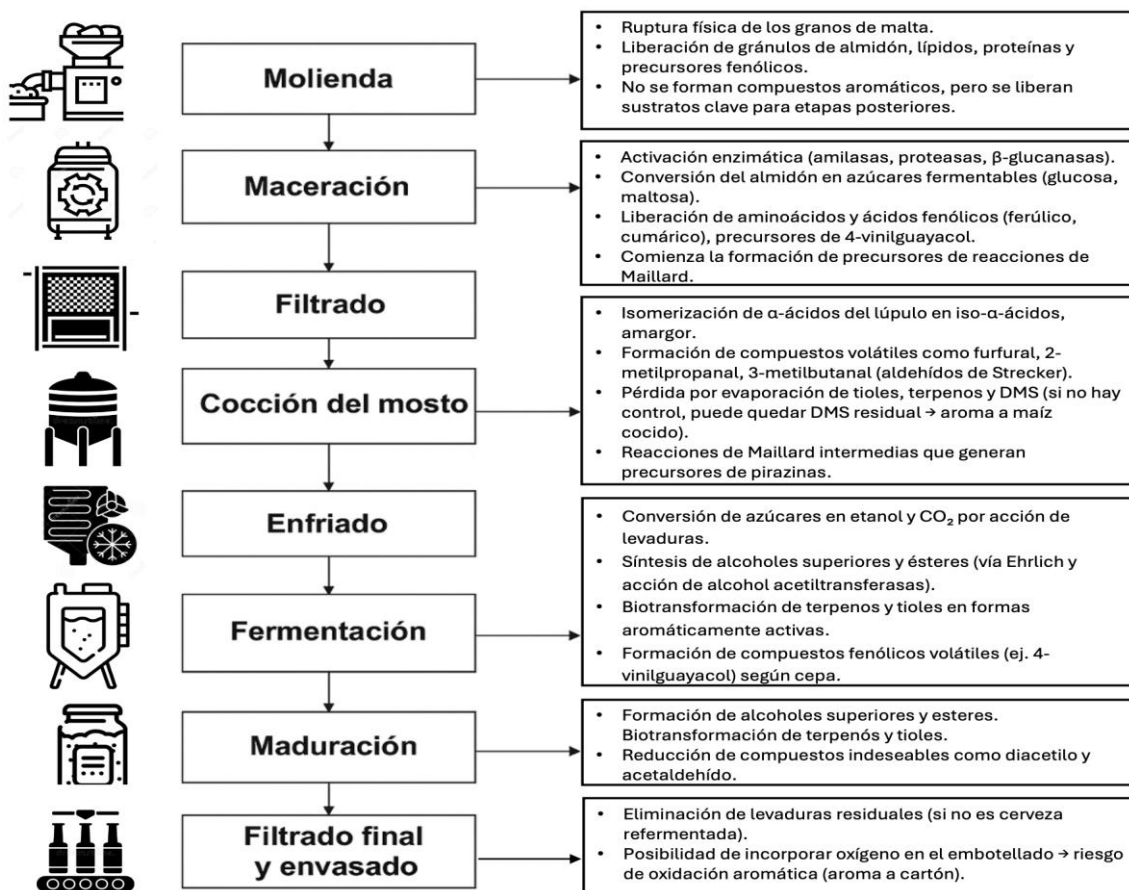 Molienda
• Ruptura física de los granos de malta.
• Liberación de gránulos de almidón, lípidos, proteínas y
precursores fenólicos.
• No se forman compuestos aromáticos, pero se liberan
sustratos clave para etapas posteriores.
Maceración
• Activación enzimática (amilasas, proteasas, β-glucanasas).
• Conversión del almidón en azúcares fermentables (glucosa,
maltosa).
• Liberación de aminoácidos y ácidos fenólicos (ferúlico,
cumárico), precursores de 4-vinilguayacol.
• Comienza la formación de precursores de reacciones de
Maillard.
Filtrado
Cocción del mosto
• Isomerización de α-ácidos del lúpulo en iso-α-ácidos,
amargor.
• Formación de compuestos volátiles como furfural, 2-
metilpropanal, 3-metilbutanal (aldehídos de Strecker).
• Pérdida por evaporación de tioles, terpenos y DMS (si no hay
control, puede quedar DMS residual → aroma a maíz
cocido).
• Reacciones de Maillard intermedias que generan
precursores de pirazinas.
Enfriado
Fermentación
• Conversión de azúcares en etanol y CO₂ por acción de
levaduras.
• Síntesis de alcoholes superiores y ésteres (vía Ehrlich y
acción de alcohol acetiltransferasas).
• Biotransformación de terpenos y tioles en formas
aromáticamente activas.
• Formación de compuestos fenólicos volátiles (ej. 4-
vinilguayacol) según cepa.
Maduración
• Formación de alcoholes superiores y esteres.
Biotransformación de terpenós y tioles.
• Reducción de compuestos indeseables como diacetilo y
acetaldehído.
Filtrado final
y envasado
• Eliminación de levaduras residuales (si no es cerveza
refermentada).
• Posibilidad de incorporar oxígeno en el embotellado → riesgo
de oxidación aromática (aroma a cartón).